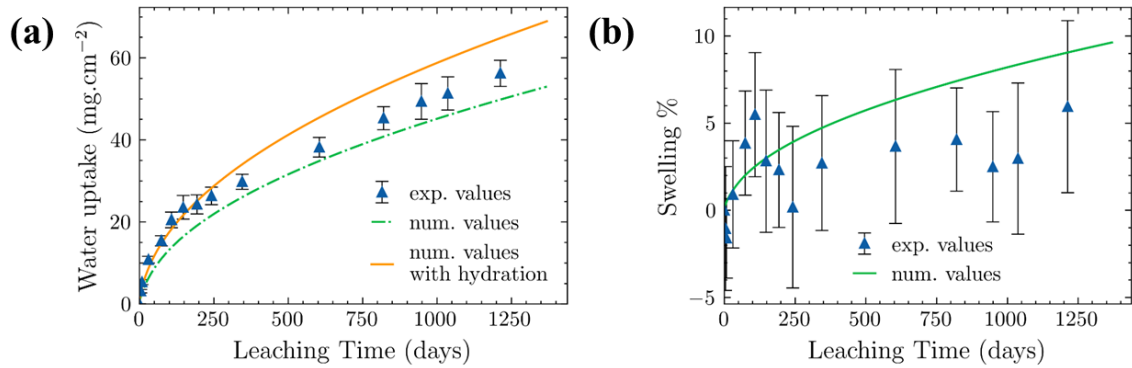 (a)
Water uptake (mg.cm⁻²)
60
40
20
0
0
250
500
750
1000
1250
Leaching Time (days)
exp. values
num. values
num. values
with hydration
(b)
Swelling %
10
5
0
−5
0
250
500
750
1000
1250
Leaching Time (days)
exp. values
num. values